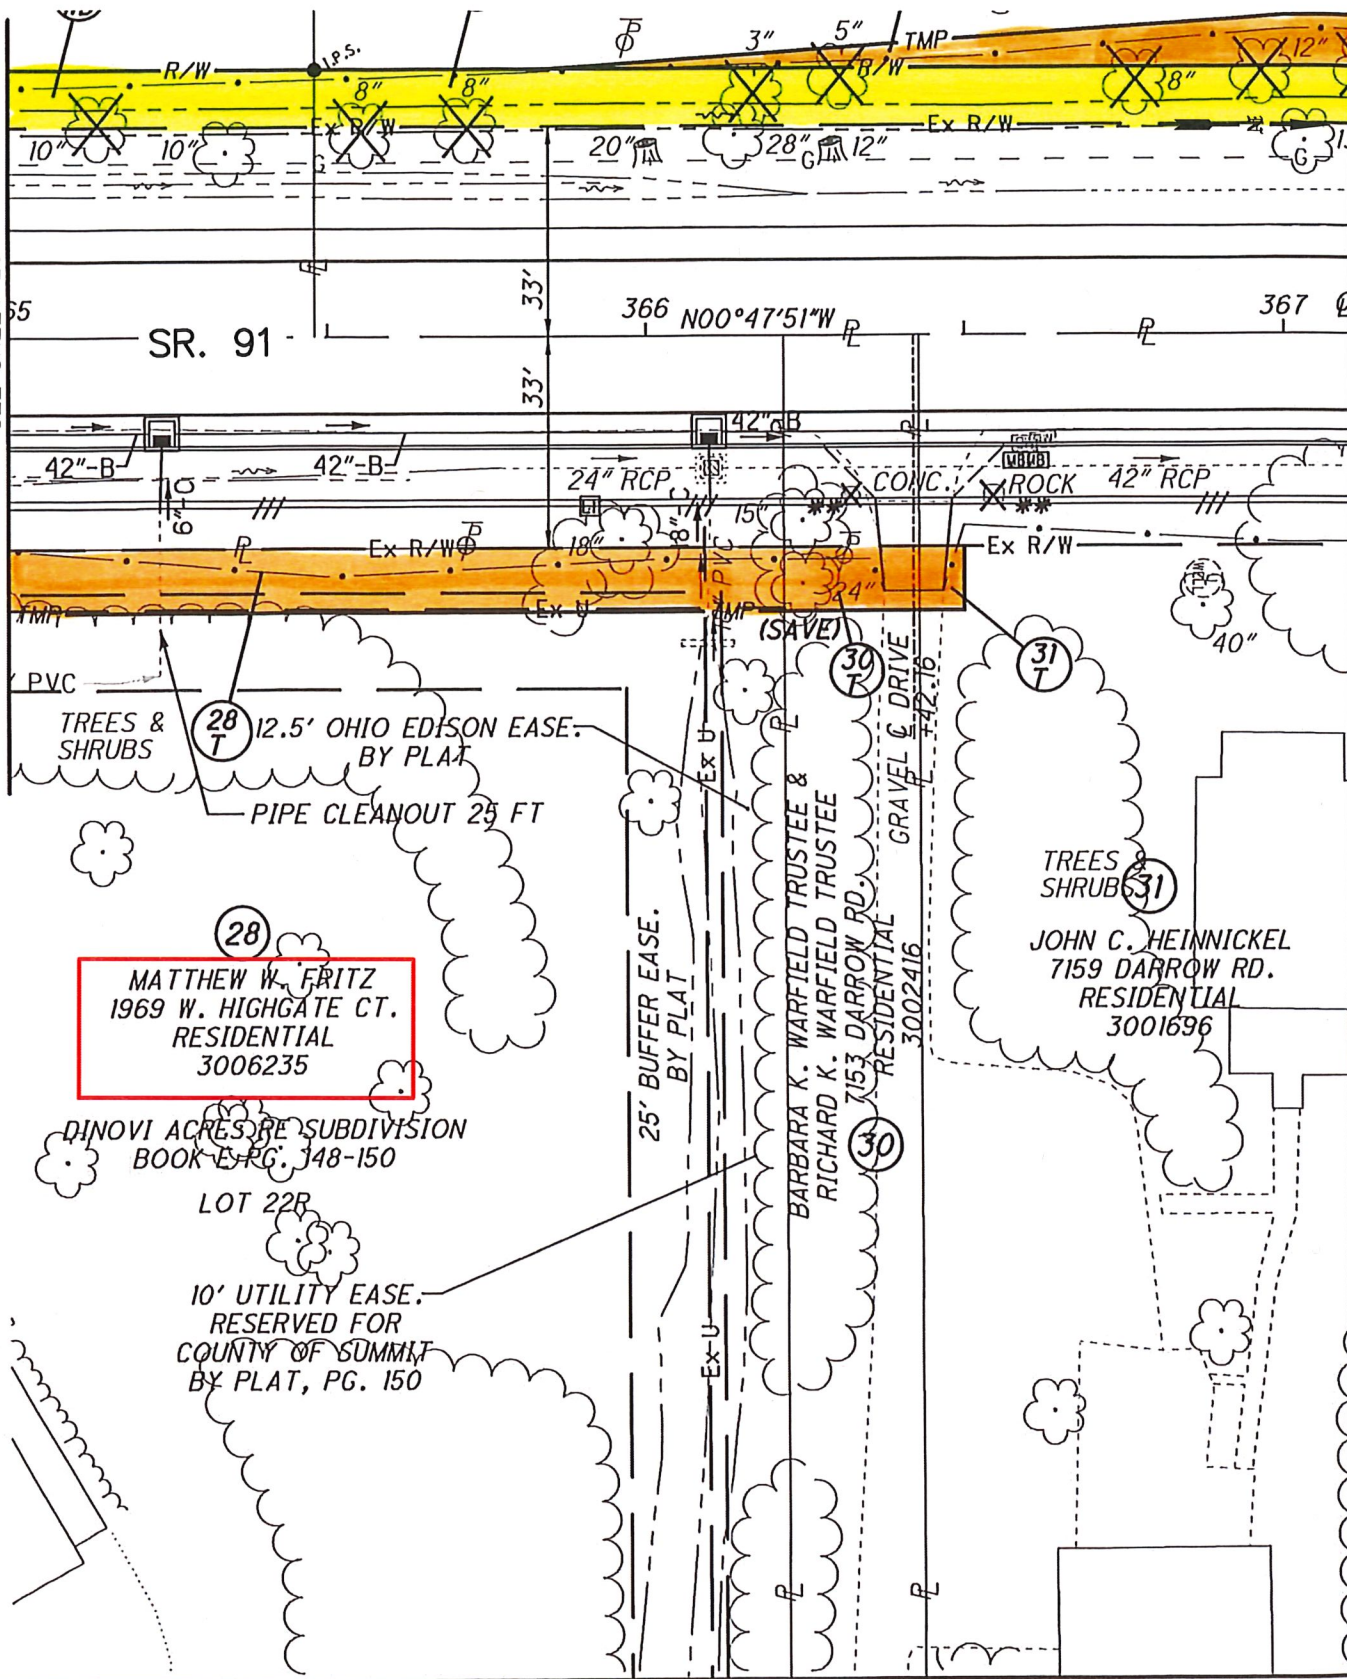 I.P.S.
R/W
8"
8"
3"
5"
TMP
R/W
8"
12"
10"
10"
Ex R/W
20"
28"
12"
Ex R/W
G
G
G
33'
366
N00°47'51"W
367
SR. 91
33'
42"-B
42"-B
42"-B
24" RCP
CONC.
ROCK
42" RCP
6"-C
15"
Ex R/W
18"
Ex R/W
24"
TMP
Ex U
TMP
(SAVE)
30
T
31
T
40"
PVC
TREES &
SHRUBS
28
T
12.5' OHIO EDISON EASE.
BY PLAT
PIPE CLEANOUT 25 FT
Ex U
GRAVEL ℄ DRIVE
+42.16
TREES &
SHRUBS
31
JOHN C. HEINNICKEL
7159 DARROW RD.
RESIDENTIAL
3001696
28
MATTHEW W. FRITZ
1969 W. HIGHGATE CT.
RESIDENTIAL
3006235
25' BUFFER EASE.
BY PLAT
BARBARA K. WARFIELD TRUSTEE &
RICHARD K. WARFIELD TRUSTEE
7153 DARROW RD.
RESIDENTIAL
3002416
30
DINOVI ACRES RE SUBDIVISION
BOOK E PG. 148-150
LOT 22R
10' UTILITY EASE.
RESERVED FOR
COUNTY OF SUMMIT
BY PLAT, PG. 150
Ex U